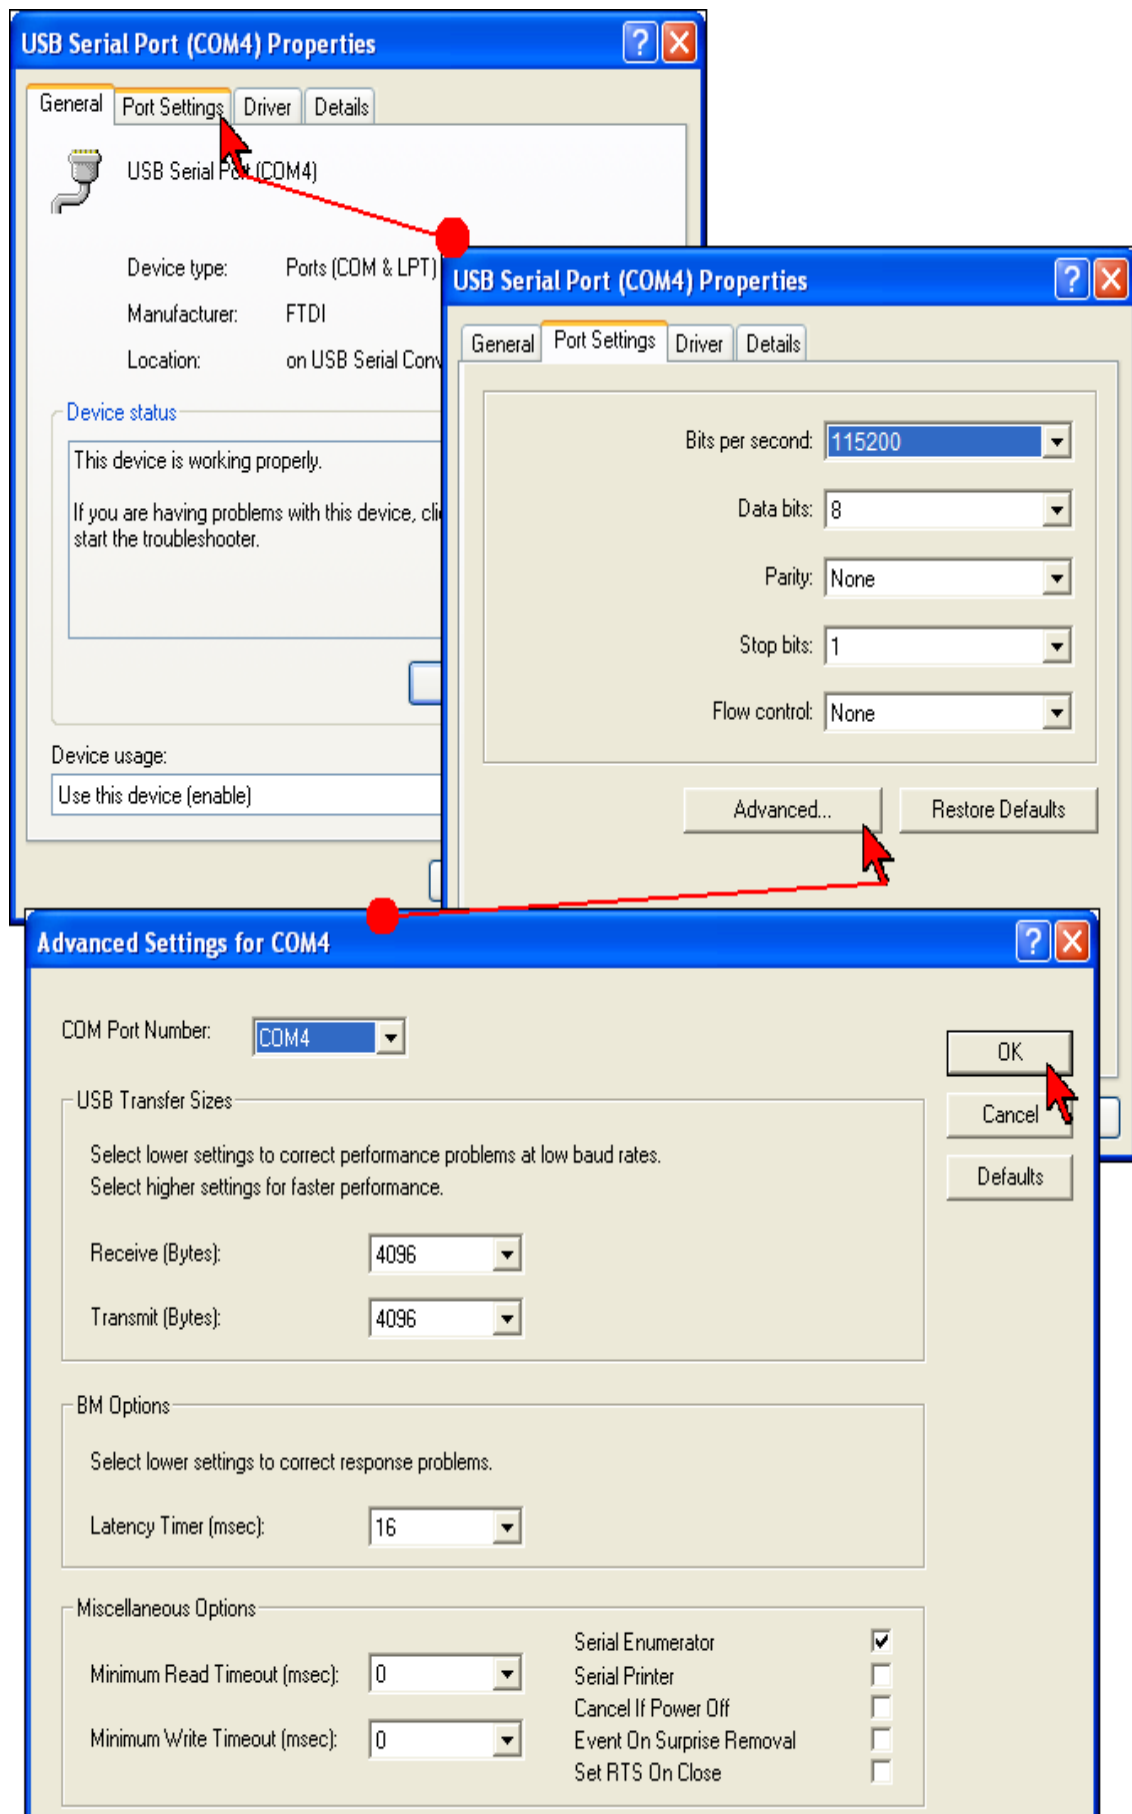 USB Serial Port (COM4) Properties
General Port Settings Driver Details
USB Serial Port (COM4)
Device type: Ports (COM & LPT)
Manufacturer: FTDI
Location: on USB Serial Conv
Device status
This device is working properly.
If you are having problems with this device, cli
start the troubleshooter.
Device usage:
Use this device (enable)
USB Serial Port (COM4) Properties
General Port Settings Driver Details
Bits per second: 115200
Data bits: 8
Parity: None
Stop bits: 1
Flow control: None
Advanced... Restore Defaults
Advanced Settings for COM4
COM Port Number: COM4
OK
Cancel
Defaults
USB Transfer Sizes
Select lower settings to correct performance problems at low baud rates.
Select higher settings for faster performance.
Receive (Bytes): 4096
Transmit (Bytes): 4096
BM Options
Select lower settings to correct response problems.
Latency Timer (msec): 16
Miscellaneous Options
Minimum Read Timeout (msec): 0
Minimum Write Timeout (msec): 0
Serial Enumerator
Serial Printer
Cancel If Power Off
Event On Surprise Removal
Set RTS On Close